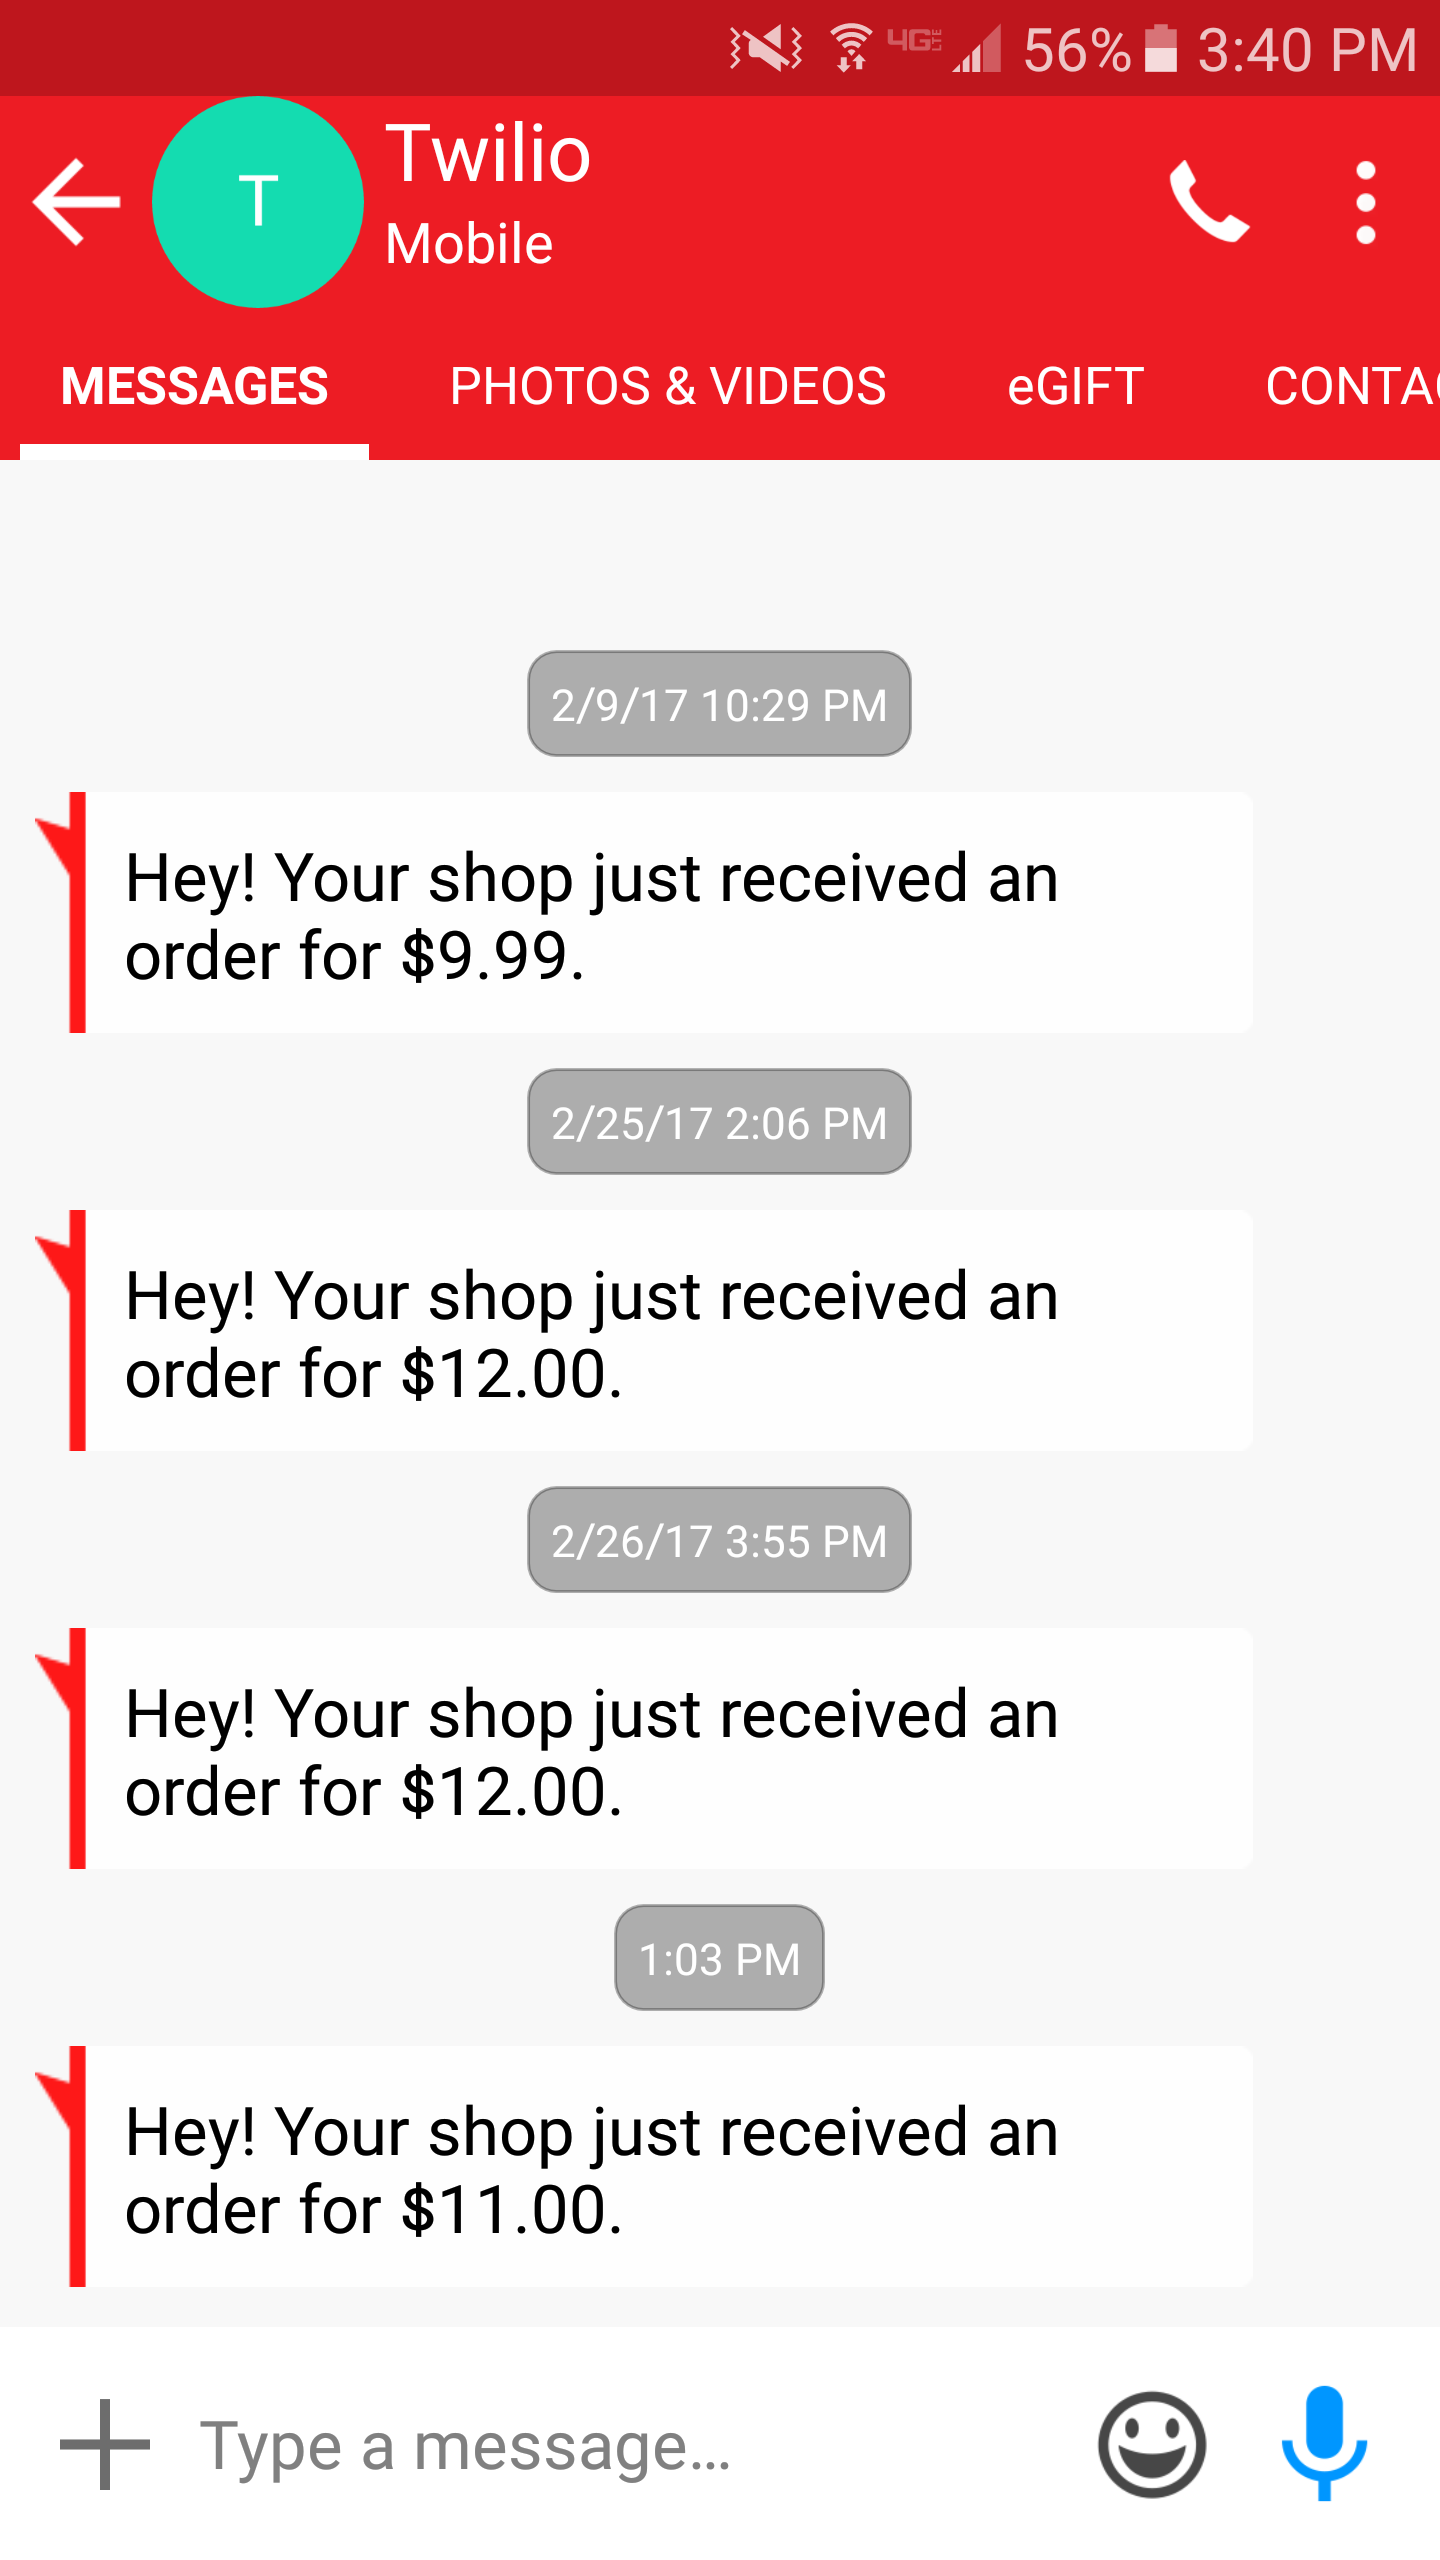 4G LTE 56% 3:40 PM
T
Twilio
Mobile
MESSAGES PHOTOS & VIDEOS eGIFT CONTAC
2/9/17 10:29 PM
Hey! Your shop just received an
order for $9.99.
2/25/17 2:06 PM
Hey! Your shop just received an
order for $12.00.
2/26/17 3:55 PM
Hey! Your shop just received an
order for $12.00.
1:03 PM
Hey! Your shop just received an
order for $11.00.
Type a message…